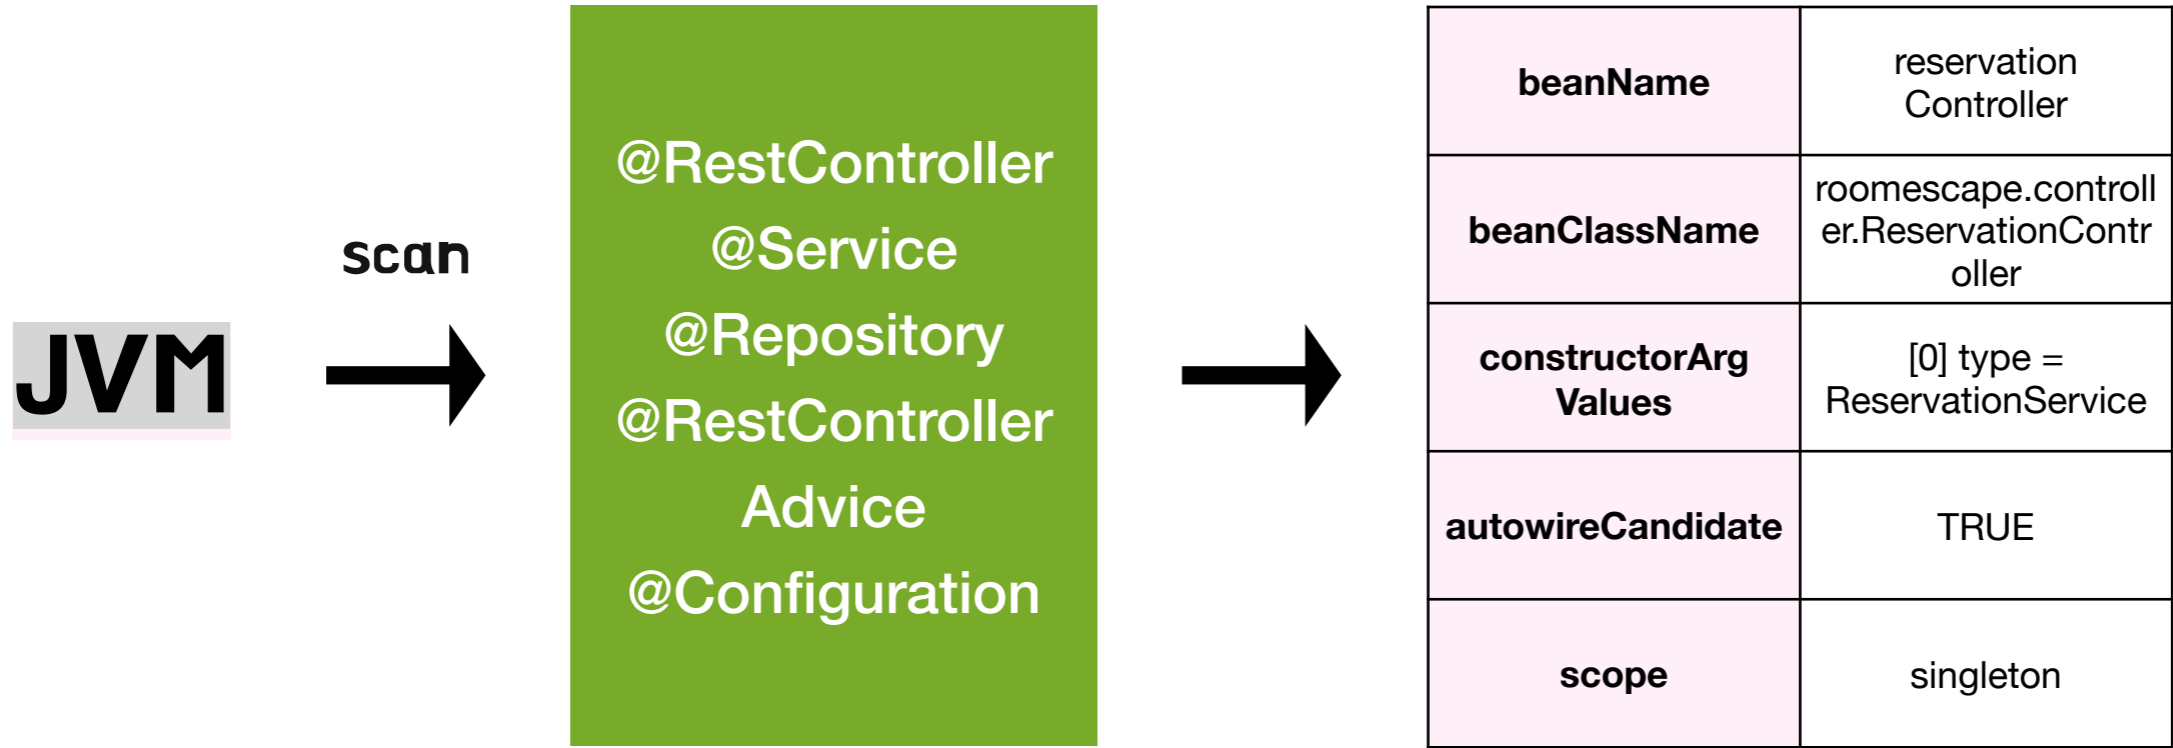 JVM
scan
@RestController
@Service
@Repository
@RestController
Advice
@Configuration
beanName
reservation
Controller
beanClassName
roomescape.controll
er.ReservationContr
oller
constructorArg
Values
[0] type =
ReservationService
autowireCandidate
TRUE
scope
singleton